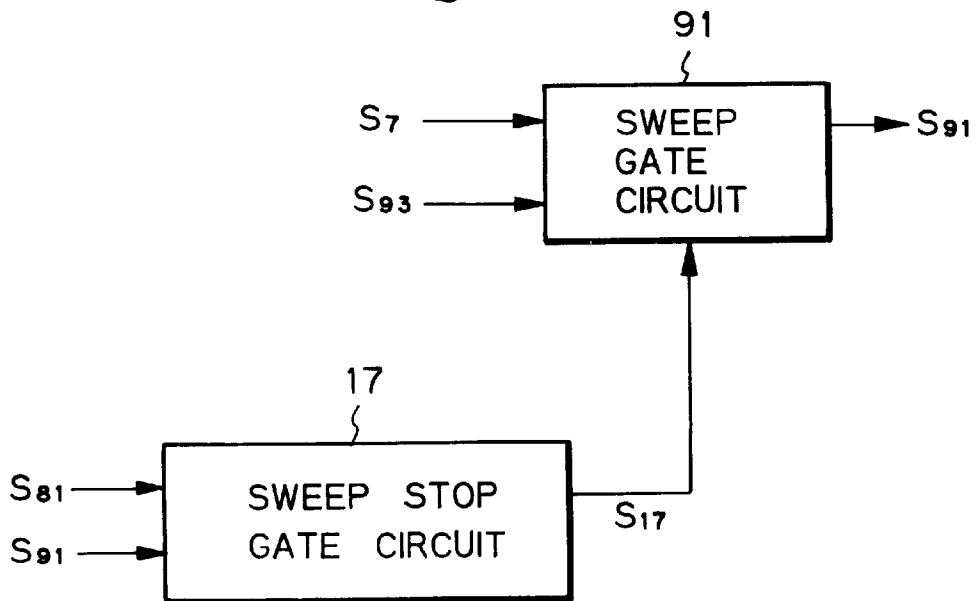 91
S7
SWEEP
GATE
CIRCUIT
S91
S93
17
S81
SWEEP STOP
GATE CIRCUIT
S17
S91